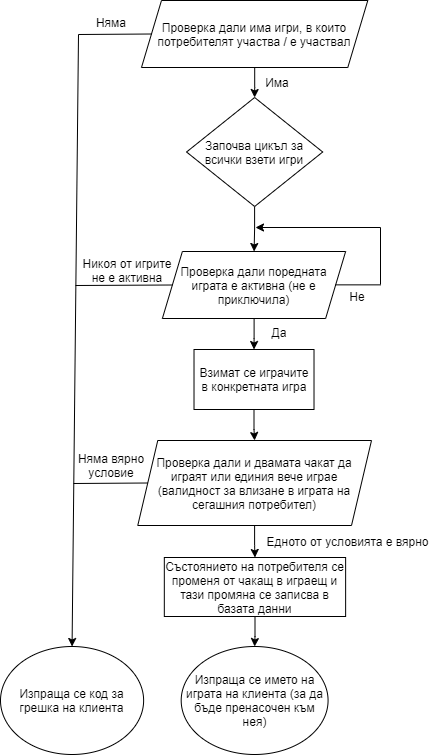 Няма
Проверка дали има игри, в които
потребителят участва / е участвал
Има
Започва цикъл за
всички взети игри
Никоя от игрите
не е активна
Проверка дали поредната
играта е активна (не е
приключила)
Не
Да
Взимат се играчите
в конкретната игра
Няма вярно
условие
Проверка дали и двамата чакат да
играят или единия вече играе
(валидност за влизане в играта на
сегашния потребител)
Едното от условията е вярно
Състоянието на потребителя се
променя от чакащ в играещ и
тази промяна се записва в
базата данни
Изпраща се код за
грешка на клиента
Изпраща се името на
играта на клиента (за да
бъде пренасочен към
нея)